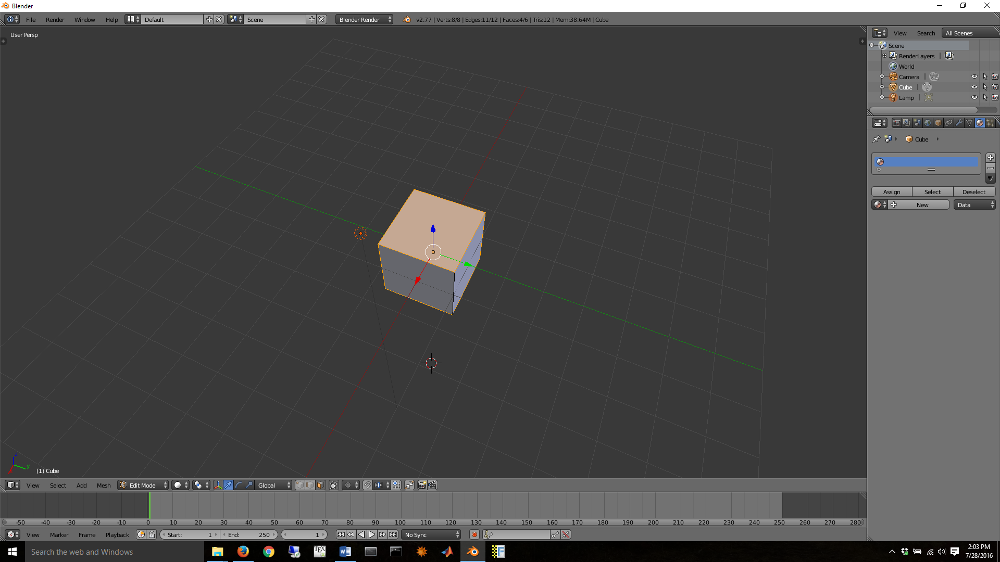 Blender
File Render Window Help Default Scene Blender Render v2.77 | Verts:8/8 | Edges:11/12 | Faces:4/6 | Tris:12 | Mem:38.64M | Cube
User Persp
View Search All Scenes
Scene
RenderLayers
World
Camera
Cube
Lamp
Cube
Assign Select Deselect
New Data
z
y
(1) Cube
View Select Add Mesh Edit Mode Global
-50 -40 -30 -20 -10 0 10 20 30 40 50 60 70 80 90 100 110 120 130 140 150 160 170 180 190 200 210 220 230 240 250 260 270 280
View Marker Frame Playback Start: 1 End: 250 1 No Sync
Search the web and Windows
TEX
2:03 PM
7/28/2016